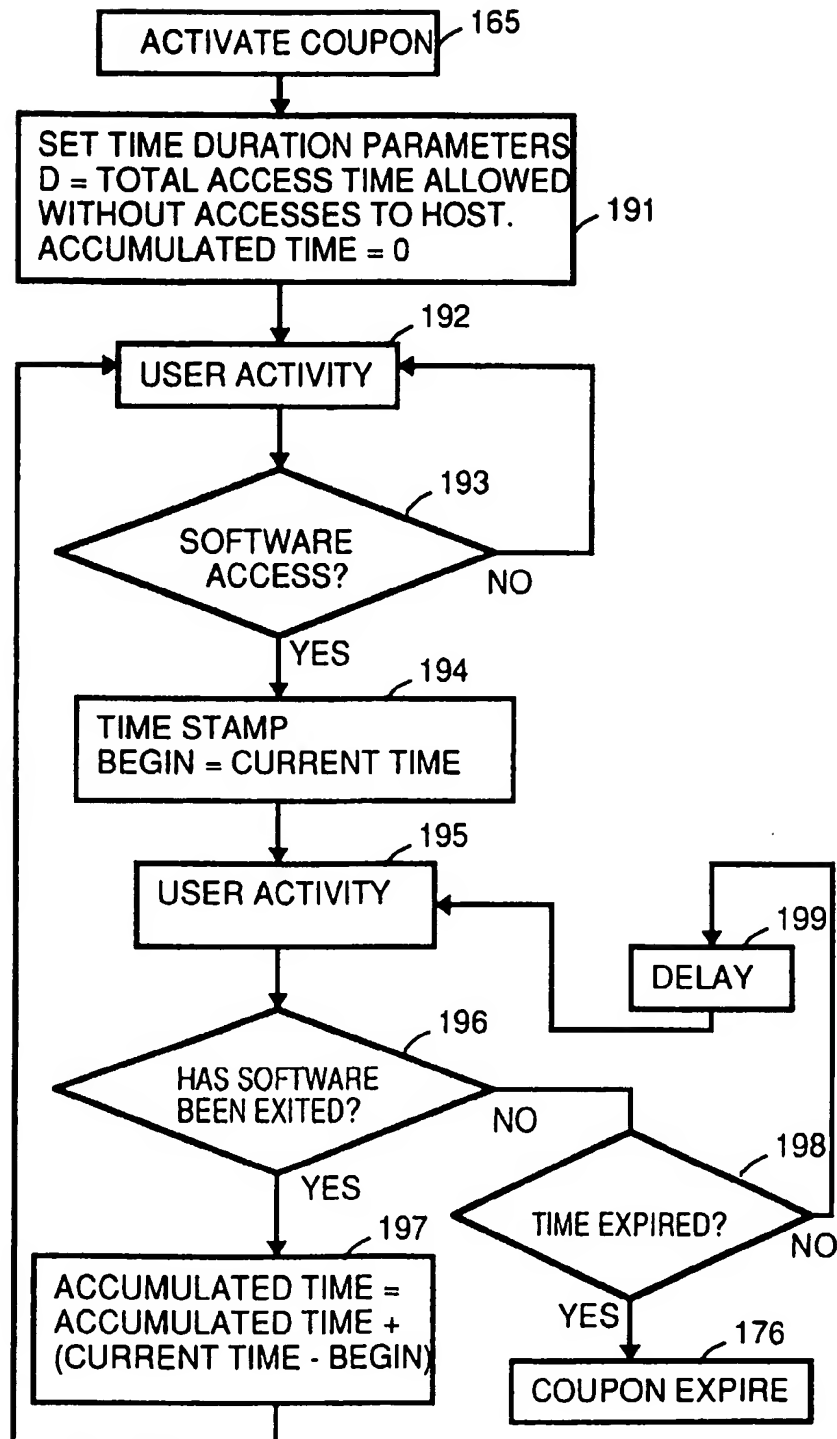 ACTIVATE COUPON
165
SET TIME DURATION PARAMETERS
D = TOTAL ACCESS TIME ALLOWED
WITHOUT ACCESSES TO HOST.
ACCUMULATED TIME = 0
191
192
USER ACTIVITY
193
SOFTWARE
ACCESS?
NO
YES
194
TIME STAMP
BEGIN = CURRENT TIME
195
USER ACTIVITY
199
DELAY
196
HAS SOFTWARE
BEEN EXITED?
NO
YES
198
TIME EXPIRED?
NO
YES
197
ACCUMULATED TIME =
ACCUMULATED TIME +
(CURRENT TIME - BEGIN)
176
COUPON EXPIRE